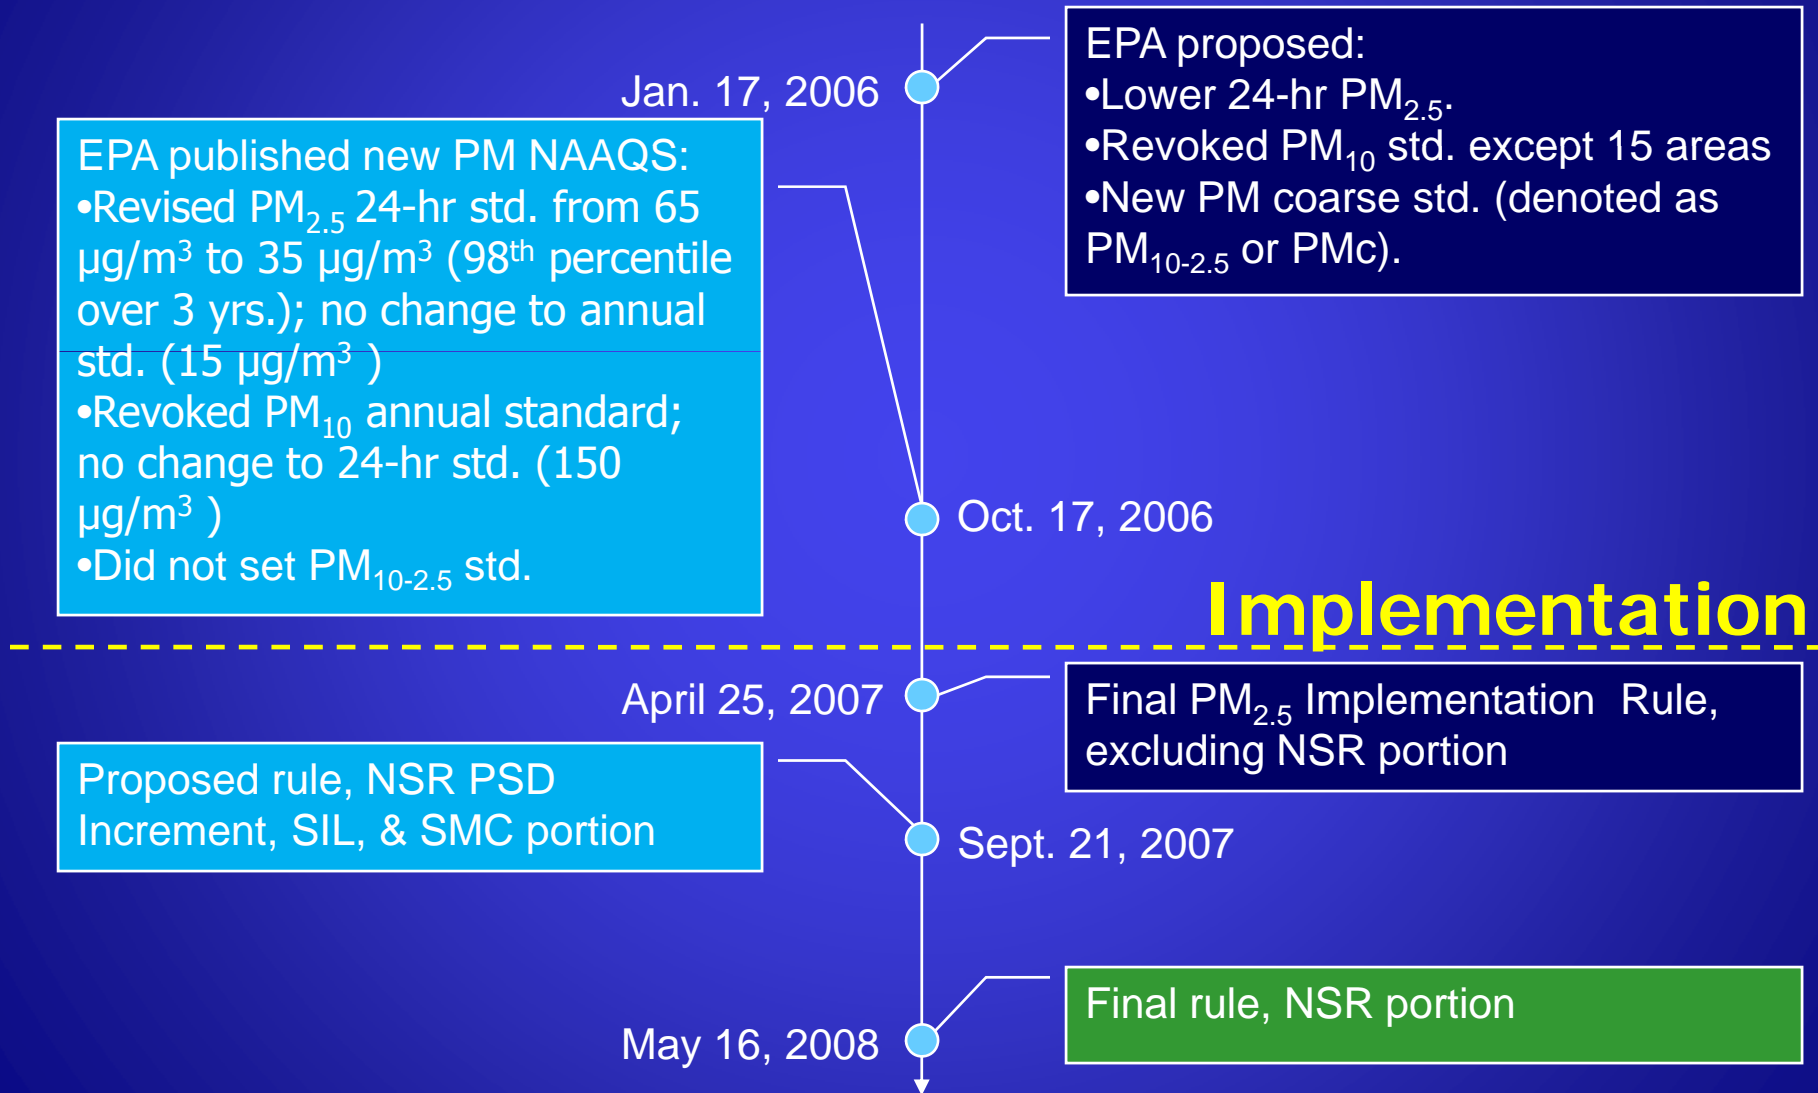 Jan. 17, 2006
EPA proposed:
•Lower 24-hr PM2.5.
•Revoked PM10 std. except 15 areas
•New PM coarse std. (denoted as
PM10-2.5 or PMc).
EPA published new PM NAAQS:
•Revised PM2.5 24-hr std. from 65
µg/m³ to 35 µg/m³ (98th percentile
over 3 yrs.); no change to annual
std. (15 µg/m³ )
•Revoked PM10 annual standard;
no change to 24-hr std. (150
µg/m³ )
•Did not set PM10-2.5 std.
Oct. 17, 2006
Implementation
April 25, 2007
Final PM2.5 Implementation Rule,
excluding NSR portion
Proposed rule, NSR PSD
Increment, SIL, & SMC portion
Sept. 21, 2007
Final rule, NSR portion
May 16, 2008